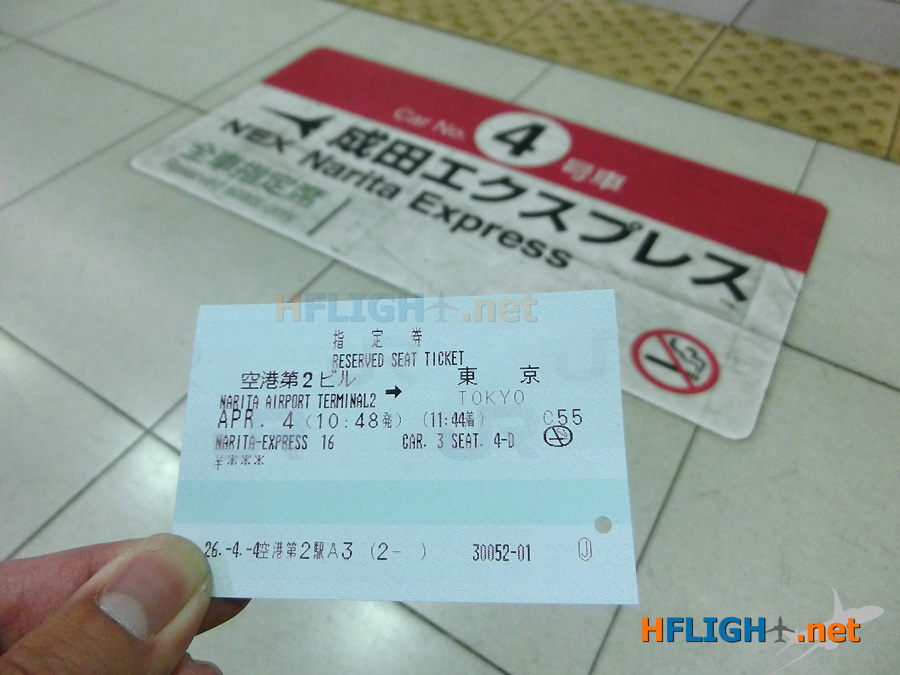 Car No. 4 号車
成田エクスプレス
NEX Narita Express
全車指定席
HFLIGHT.net
指定券
RESERVED SEAT TICKET
空港第2ビル → 東京
NARITA AIRPORT TERMINAL2 TOKYO
APR. 4 (10:48発) (11:44着) C55
NARITA-EXPRESS 16 CAR. 3 SEAT. 4-D
¥***
26.-4.-4空港第2駅A3 (2- ) 30052-01 Ⓙ
HFLIGHT.net